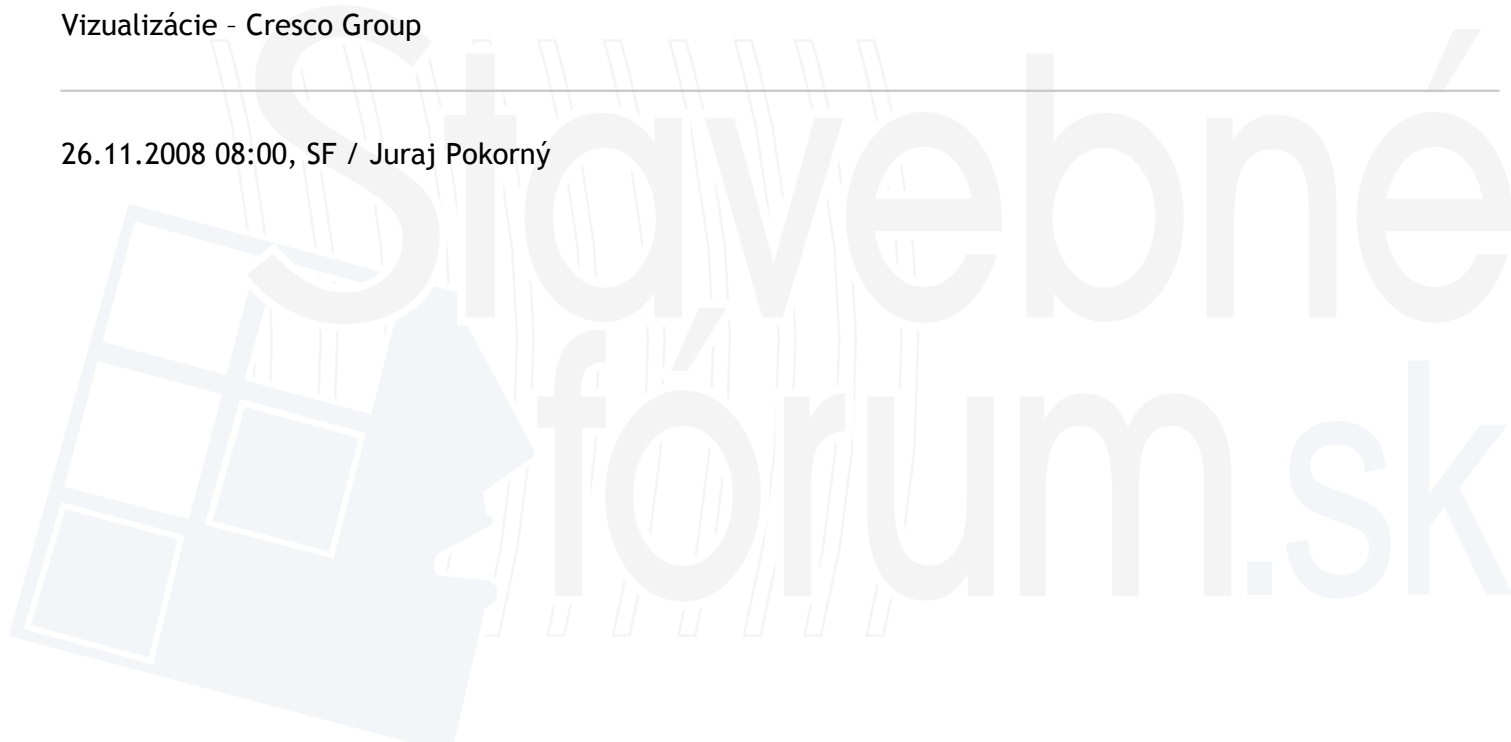 Vizualizácie – Cresco Group
26.11.2008 08:00, SF / Juraj Pokorný
Stavebné
fórum.sk